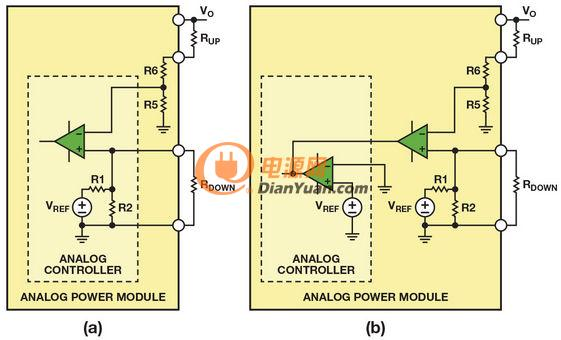 VO
RUP
R6
R5
R1
R2
VREF
RDOWN
ANALOG
CONTROLLER
ANALOG POWER MODULE
(a)
VO
RUP
R6
R5
R1
R2
VREF
VREF
RDOWN
ANALOG
CONTROLLER
ANALOG POWER MODULE
(b)
电源网
DianYuan.com